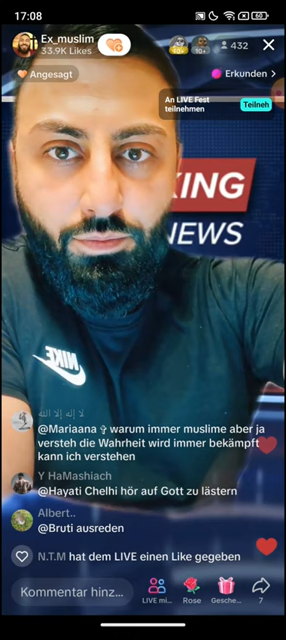 17:08
60
Ex_muslim
33.9K Likes
60+
10+
432
Angesagt
Erkunden >
An LIVE Fest
teilnehmen
Teilneh
KING
NEWS
NIKE
لا إله إلا الله
@Mariaana ✞ warum immer muslime aber ja
versteh die Wahrheit wird immer bekämpft
kann ich verstehen
Y HaMashiach
@Hayati Chelhi hör auf Gott zu lästern
Albert..
@Bruti ausreden
N.T.M hat dem LIVE einen Like gegeben
Kommentar hinz...
LIVE mi...
Rose
Gesche...
7